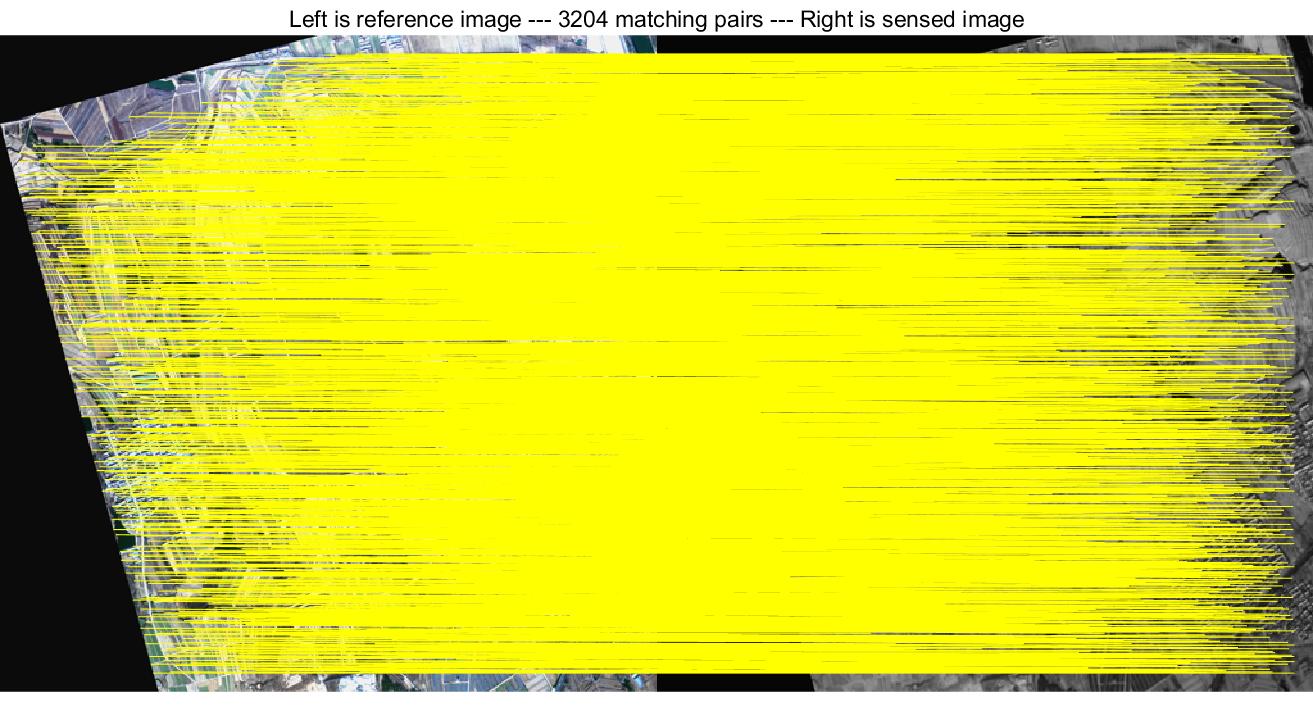 Left is reference image --- 3204 matching pairs --- Right is sensed image